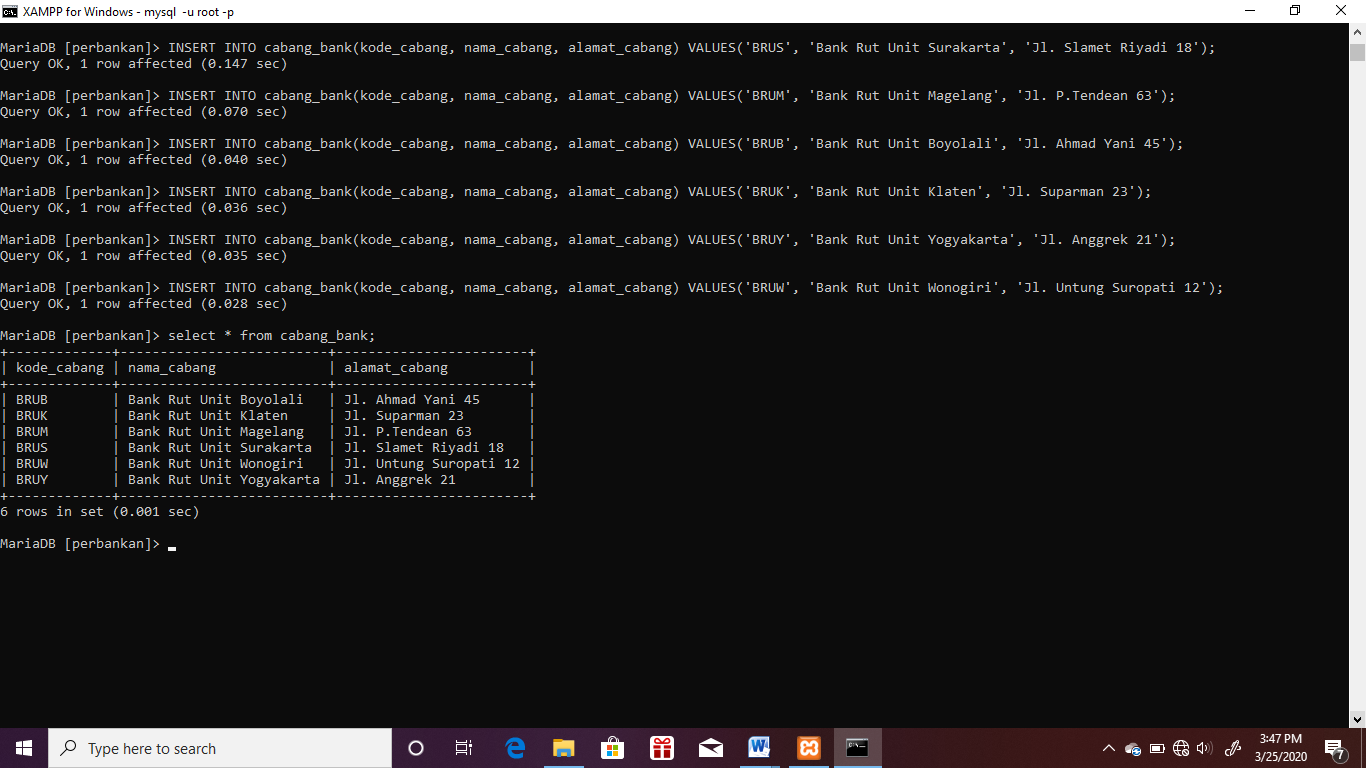 XAMPP for Windows - mysql -u root -p
MariaDB [perbankan]> INSERT INTO cabang_bank(kode_cabang, nama_cabang, alamat_cabang) VALUES('BRUS', 'Bank Rut Unit Surakarta', 'Jl. Slamet Riyadi 18');
Query OK, 1 row affected (0.147 sec)
MariaDB [perbankan]> INSERT INTO cabang_bank(kode_cabang, nama_cabang, alamat_cabang) VALUES('BRUM', 'Bank Rut Unit Magelang', 'Jl. P.Tendean 63');
Query OK, 1 row affected (0.070 sec)
MariaDB [perbankan]> INSERT INTO cabang_bank(kode_cabang, nama_cabang, alamat_cabang) VALUES('BRUB', 'Bank Rut Unit Boyolali', 'Jl. Ahmad Yani 45');
Query OK, 1 row affected (0.040 sec)
MariaDB [perbankan]> INSERT INTO cabang_bank(kode_cabang, nama_cabang, alamat_cabang) VALUES('BRUK', 'Bank Rut Unit Klaten', 'Jl. Suparman 23');
Query OK, 1 row affected (0.036 sec)
MariaDB [perbankan]> INSERT INTO cabang_bank(kode_cabang, nama_cabang, alamat_cabang) VALUES('BRUY', 'Bank Rut Unit Yogyakarta', 'Jl. Anggrek 21');
Query OK, 1 row affected (0.035 sec)
MariaDB [perbankan]> INSERT INTO cabang_bank(kode_cabang, nama_cabang, alamat_cabang) VALUES('BRUW', 'Bank Rut Unit Wonogiri', 'Jl. Untung Suropati 12');
Query OK, 1 row affected (0.028 sec)
MariaDB [perbankan]> select * from cabang_bank;
+-------------+--------------------------+------------------------+
| kode_cabang | nama_cabang              | alamat_cabang          |
+-------------+--------------------------+------------------------+
| BRUB        | Bank Rut Unit Boyolali   | Jl. Ahmad Yani 45      |
| BRUK        | Bank Rut Unit Klaten     | Jl. Suparman 23        |
| BRUM        | Bank Rut Unit Magelang   | Jl. P.Tendean 63       |
| BRUS        | Bank Rut Unit Surakarta  | Jl. Slamet Riyadi 18   |
| BRUW        | Bank Rut Unit Wonogiri   | Jl. Untung Suropati 12 |
| BRUY        | Bank Rut Unit Yogyakarta | Jl. Anggrek 21         |
+-------------+--------------------------+------------------------+
6 rows in set (0.001 sec)
MariaDB [perbankan]>
Type here to search
3:47 PM
3/25/2020
7